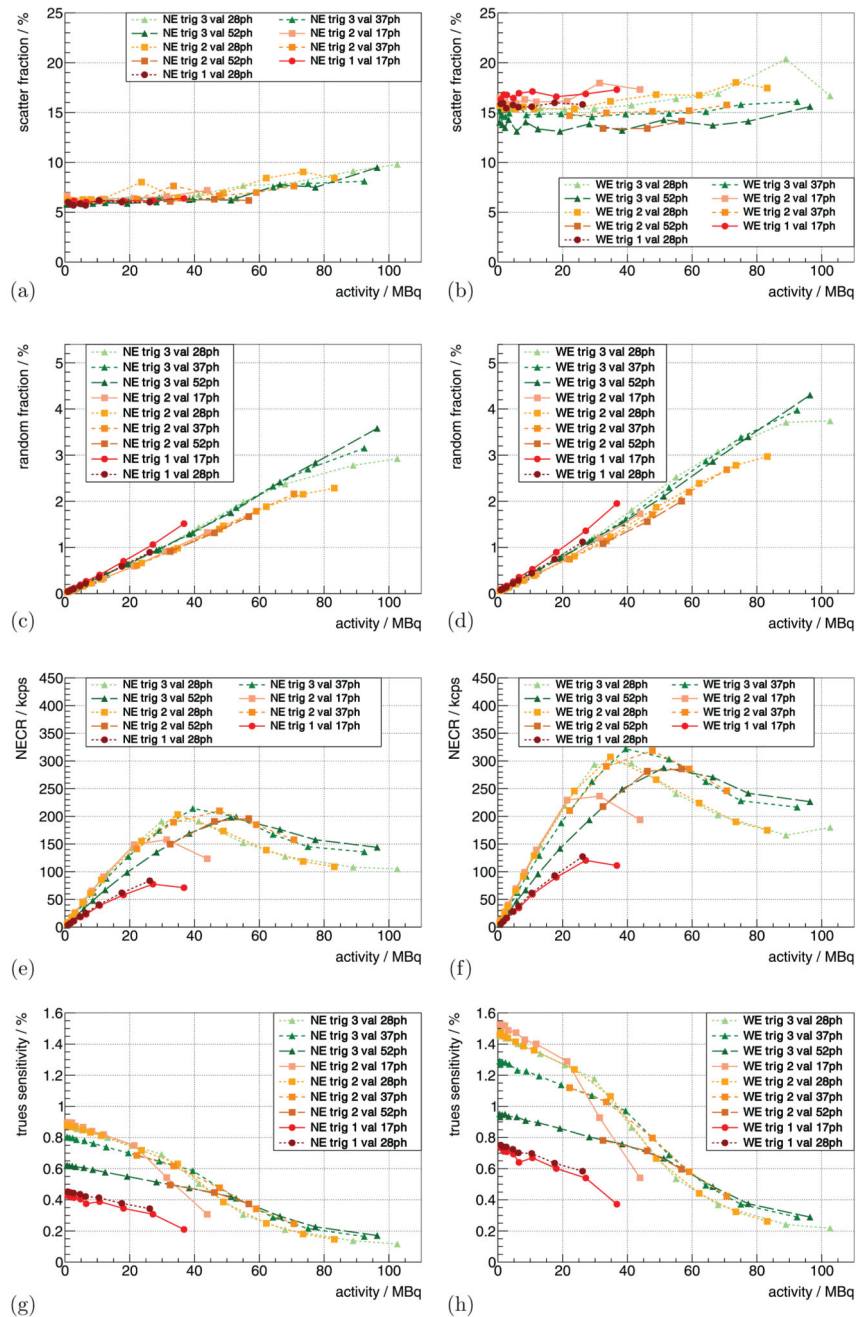 scatter fraction / %
25
20
15
10
5
0
NE trig 3 val 28ph NE trig 3 val 37ph
NE trig 3 val 52ph NE trig 2 val 17ph
NE trig 2 val 28ph NE trig 2 val 37ph
NE trig 2 val 52ph NE trig 1 val 17ph
NE trig 1 val 28ph
0 20 40 60 80 100
activity / MBq
(a)
scatter fraction / %
25
20
15
10
5
0
WE trig 3 val 28ph WE trig 3 val 37ph
WE trig 3 val 52ph WE trig 2 val 17ph
WE trig 2 val 28ph WE trig 2 val 37ph
WE trig 2 val 52ph WE trig 1 val 17ph
WE trig 1 val 28ph
0 20 40 60 80 100
activity / MBq
(b)
random fraction / %
5
4
3
2
1
0
NE trig 3 val 28ph
NE trig 3 val 37ph
NE trig 3 val 52ph
NE trig 2 val 17ph
NE trig 2 val 28ph
NE trig 2 val 37ph
NE trig 2 val 52ph
NE trig 1 val 17ph
NE trig 1 val 28ph
0 20 40 60 80 100
activity / MBq
(c)
random fraction / %
5
4
3
2
1
0
WE trig 3 val 28ph
WE trig 3 val 37ph
WE trig 3 val 52ph
WE trig 2 val 17ph
WE trig 2 val 28ph
WE trig 2 val 37ph
WE trig 2 val 52ph
WE trig 1 val 17ph
WE trig 1 val 28ph
0 20 40 60 80 100
activity / MBq
(d)
NECR / kcps
450
400
350
300
250
200
150
100
50
0
NE trig 3 val 28ph NE trig 3 val 37ph
NE trig 3 val 52ph NE trig 2 val 17ph
NE trig 2 val 28ph NE trig 2 val 37ph
NE trig 2 val 52ph NE trig 1 val 17ph
NE trig 1 val 28ph
0 20 40 60 80 100
activity / MBq
(e)
NECR / kcps
450
400
350
300
250
200
150
100
50
0
WE trig 3 val 28ph WE trig 3 val 37ph
WE trig 3 val 52ph WE trig 2 val 17ph
WE trig 2 val 28ph WE trig 2 val 37ph
WE trig 2 val 52ph WE trig 1 val 17ph
WE trig 1 val 28ph
0 20 40 60 80 100
activity / MBq
(f)
trues sensitivity / %
1.6
1.4
1.2
1
0.8
0.6
0.4
0.2
0
NE trig 3 val 28ph
NE trig 3 val 37ph
NE trig 3 val 52ph
NE trig 2 val 17ph
NE trig 2 val 28ph
NE trig 2 val 37ph
NE trig 2 val 52ph
NE trig 1 val 17ph
NE trig 1 val 28ph
0 20 40 60 80 100
activity / MBq
(g)
trues sensitivity / %
1.6
1.4
1.2
1
0.8
0.6
0.4
0.2
0
WE trig 3 val 28ph
WE trig 3 val 37ph
WE trig 3 val 52ph
WE trig 2 val 17ph
WE trig 2 val 28ph
WE trig 2 val 37ph
WE trig 2 val 52ph
WE trig 1 val 17ph
WE trig 1 val 28ph
0 20 40 60 80 100
activity / MBq
(h)